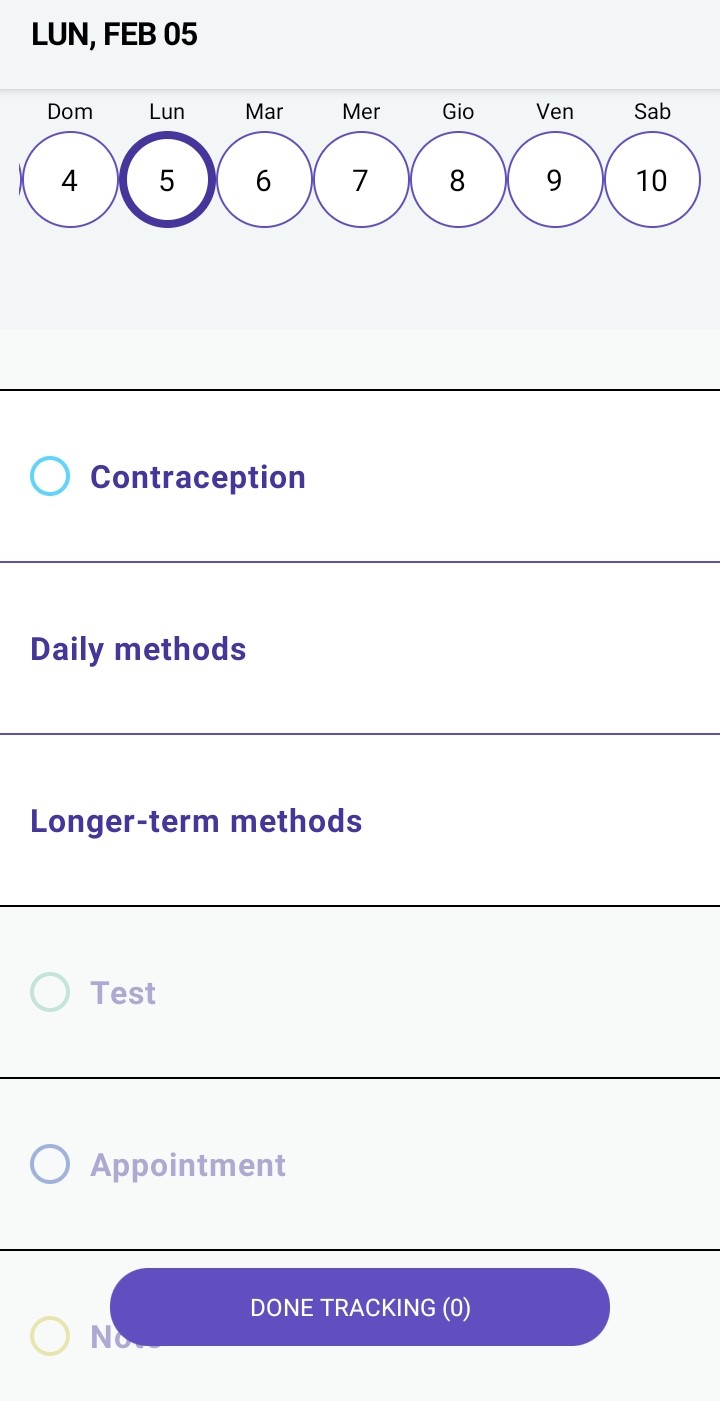 LUN, FEB 05
Dom Lun Mar Mer Gio Ven Sab
4 5 6 7 8 9 10
Contraception
Daily methods
Longer-term methods
Test
Appointment
DONE TRACKING (0)